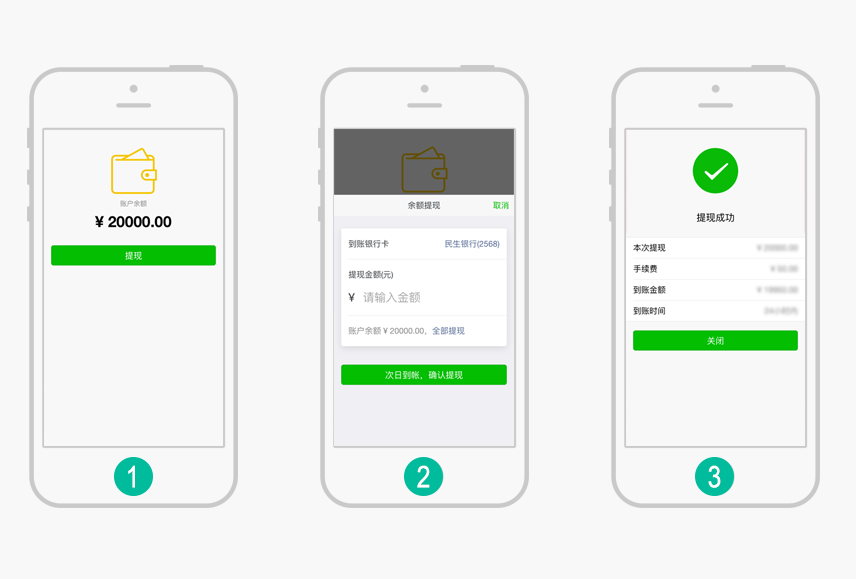 账户余额
¥ 20000.00
提现
1
余额提现
取消
到账银行卡
民生银行(2568)
提现金额(元)
¥ 请输入金额
账户余额 ¥ 20000.00, 全部提现
次日到帐，确认提现
2
提现成功
本次提现
手续费
到账金额
到账时间
关闭
3